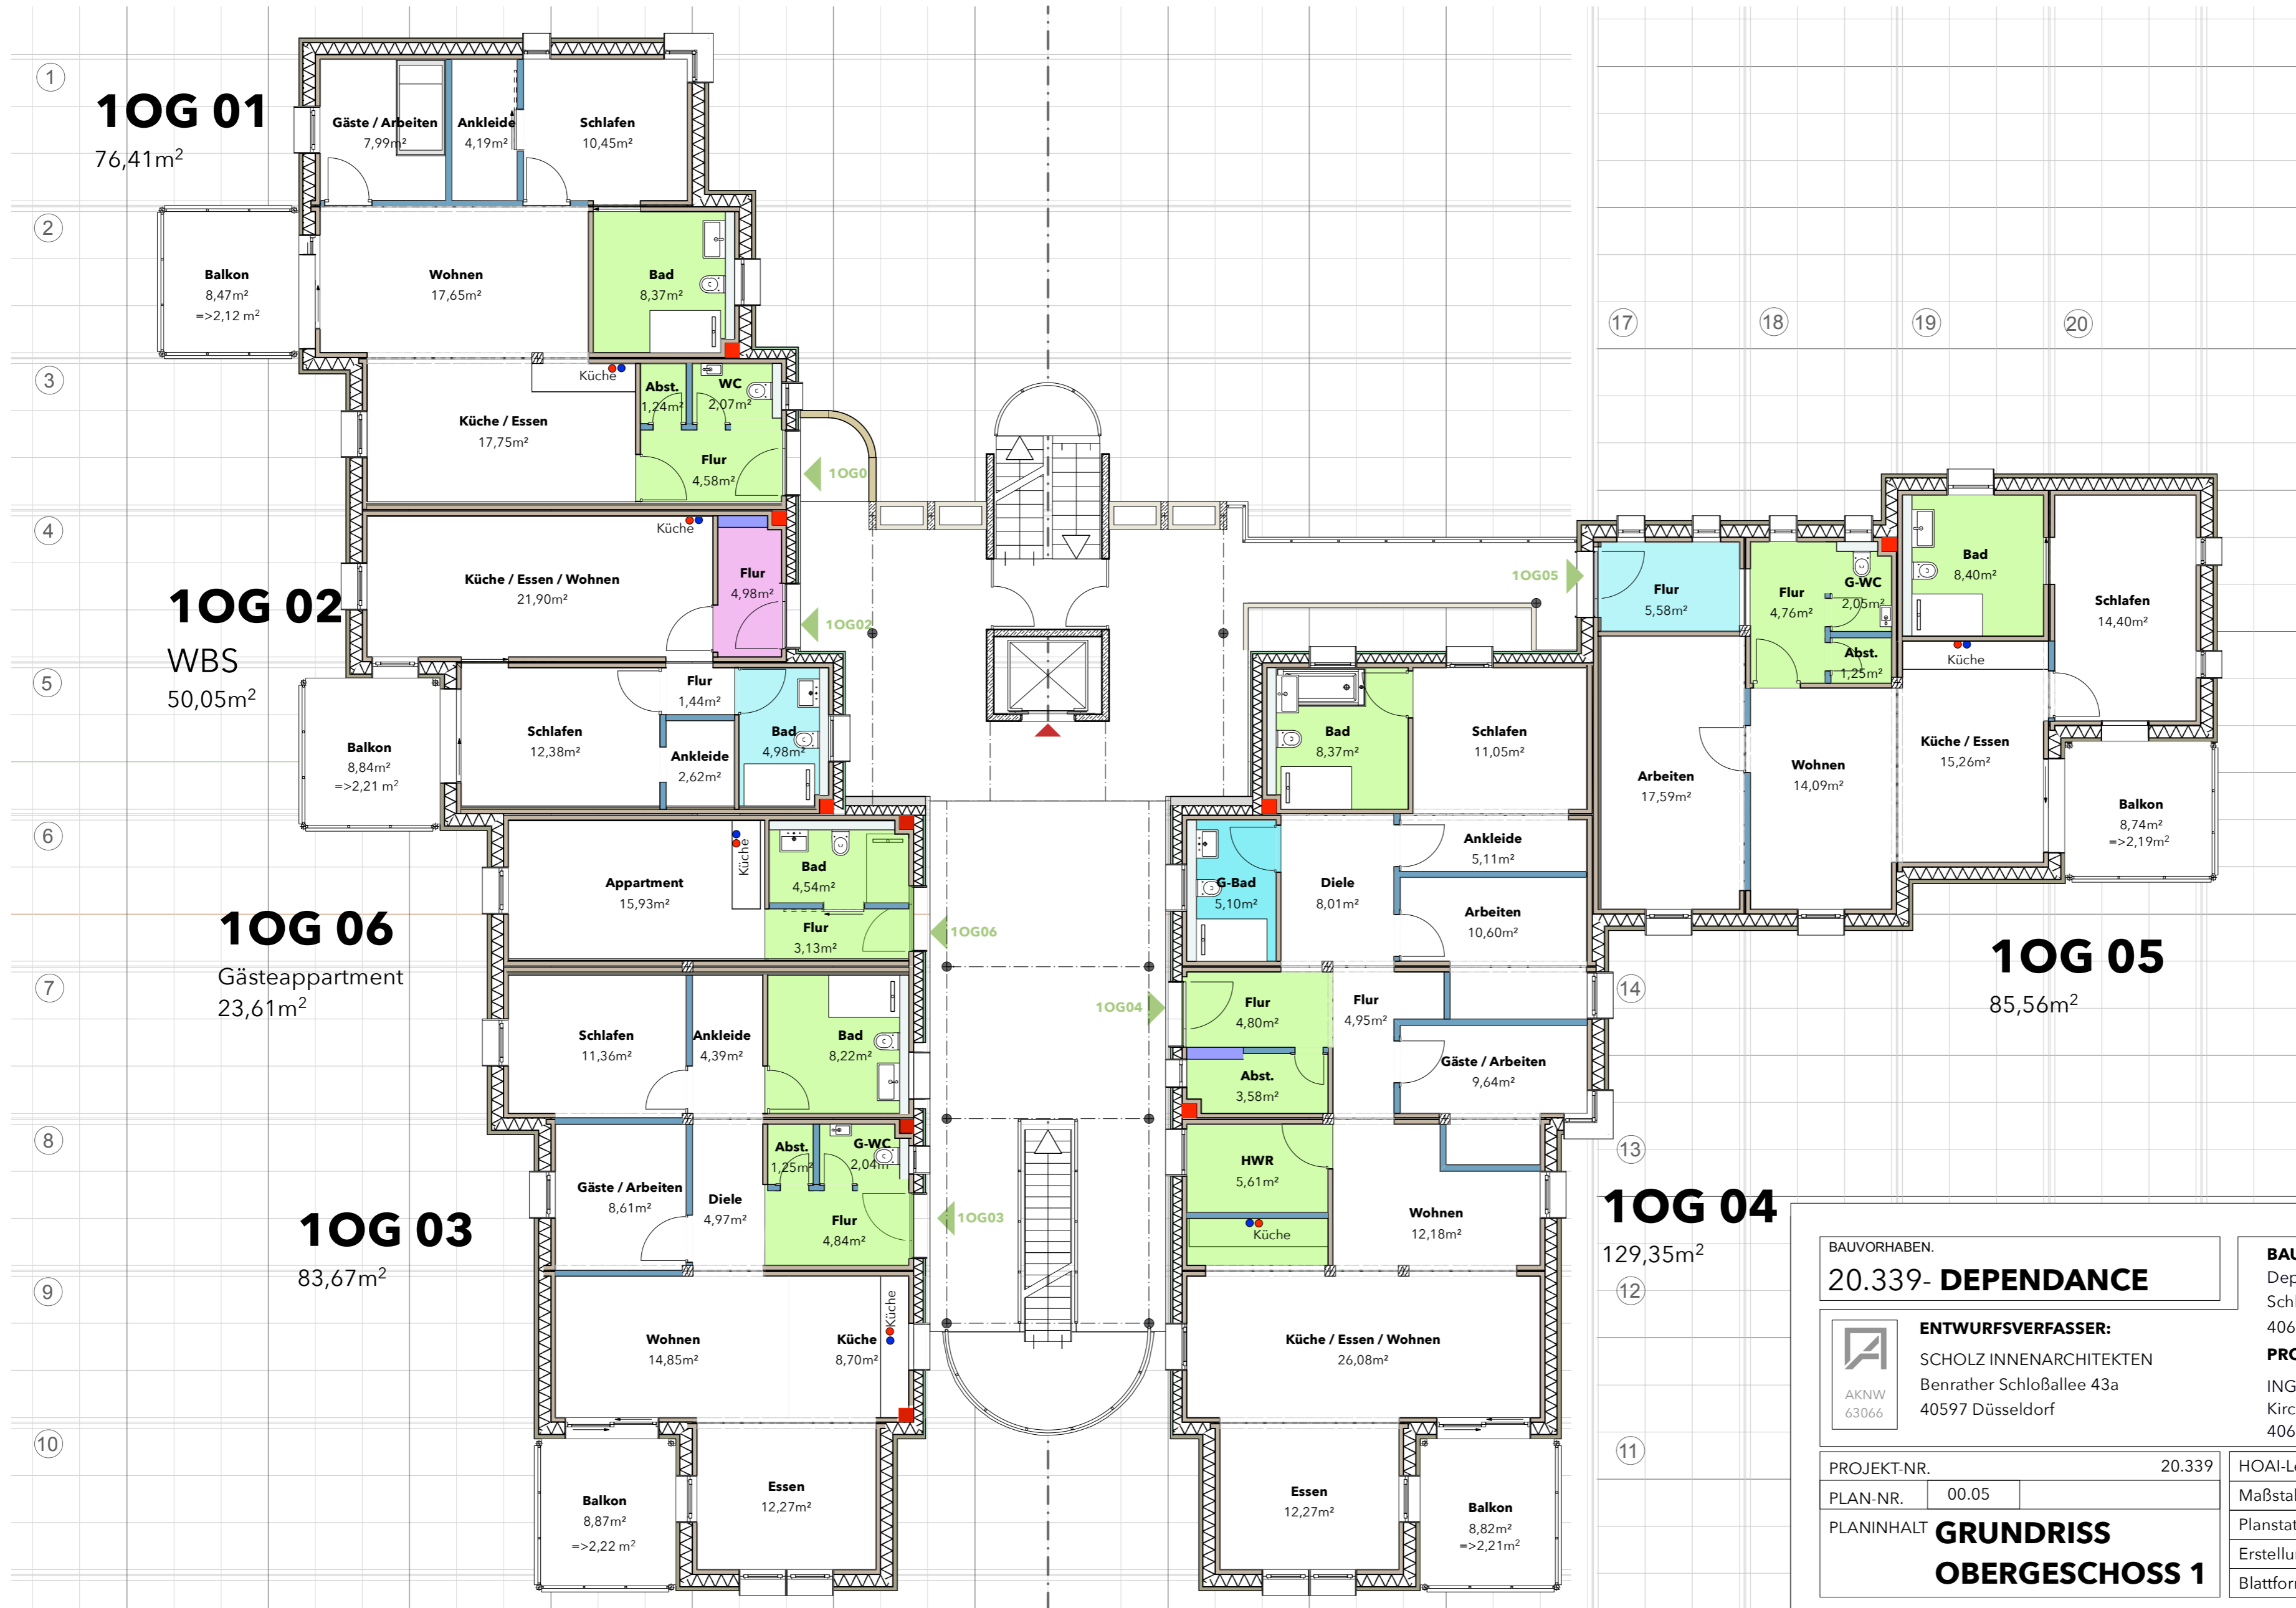 1
2
3
4
5
6
7
8
9
10
17
18
19
20
14
13
12
11
1OG 01
76,41m²
Gäste / Arbeiten
7,99m²
Ankleide
4,19m²
Schlafen
10,45m²
Balkon
8,47m²
=>2,12 m²
Wohnen
17,65m²
Bad
8,37m²
Küche
Abst.
1,24m²
WC
2,07m²
Küche / Essen
17,75m²
Flur
4,58m²
1OG0
1OG 02
WBS
50,05m²
Küche
Küche / Essen / Wohnen
21,90m²
Flur
4,98m²
1OG02
Flur
1,44m²
Schlafen
12,38m²
Ankleide
2,62m²
Bad
4,98m²
Balkon
8,84m²
=>2,21 m²
1OG 06
Gästeappartment
23,61m²
Appartment
15,93m²
Küche
Bad
4,54m²
Flur
3,13m²
1OG06
1OG 03
83,67m²
Schlafen
11,36m²
Ankleide
4,39m²
Bad
8,22m²
Gäste / Arbeiten
8,61m²
Diele
4,97m²
Abst.
1,25m²
G-WC
2,04m
Flur
4,84m²
1OG03
Wohnen
14,85m²
Küche
8,70m²
Küche
Balkon
8,87m²
=>2,22 m²
Essen
12,27m²
1OG 04
129,35m²
Bad
8,37m²
Schlafen
11,05m²
G-Bad
5,10m²
Diele
8,01m²
Ankleide
5,11m²
Arbeiten
10,60m²
1OG04
Flur
4,80m²
Flur
4,95m²
Abst.
3,58m²
Gäste / Arbeiten
9,64m²
HWR
5,61m²
Küche
Wohnen
12,18m²
Küche / Essen / Wohnen
26,08m²
Essen
12,27m²
Balkon
8,82m²
=>2,21m²
1OG 05
85,56m²
1OG05
Flur
5,58m²
Flur
4,76m²
G-WC
2,05m²
Abst.
1,25m²
Bad
8,40m²
Schlafen
14,40m²
Küche
Arbeiten
17,59m²
Wohnen
14,09m²
Küche / Essen
15,26m²
Balkon
8,74m²
=>2,19m²
BAUVORHABEN.
20.339- DEPENDANCE
AKNW
63066
ENTWURFSVERFASSER:
SCHOLZ INNENARCHITEKTEN
Benrather Schloßallee 43a
40597 Düsseldorf
BAU
Dep
Sch
406
PRO
ING
Kirc
406
PROJEKT-NR. 20.339
PLAN-NR. 00.05
PLANINHALT GRUNDRISS
OBERGESCHOSS 1
HOAI-L
Maßsta
Plansta
Erstellu
Blattfor